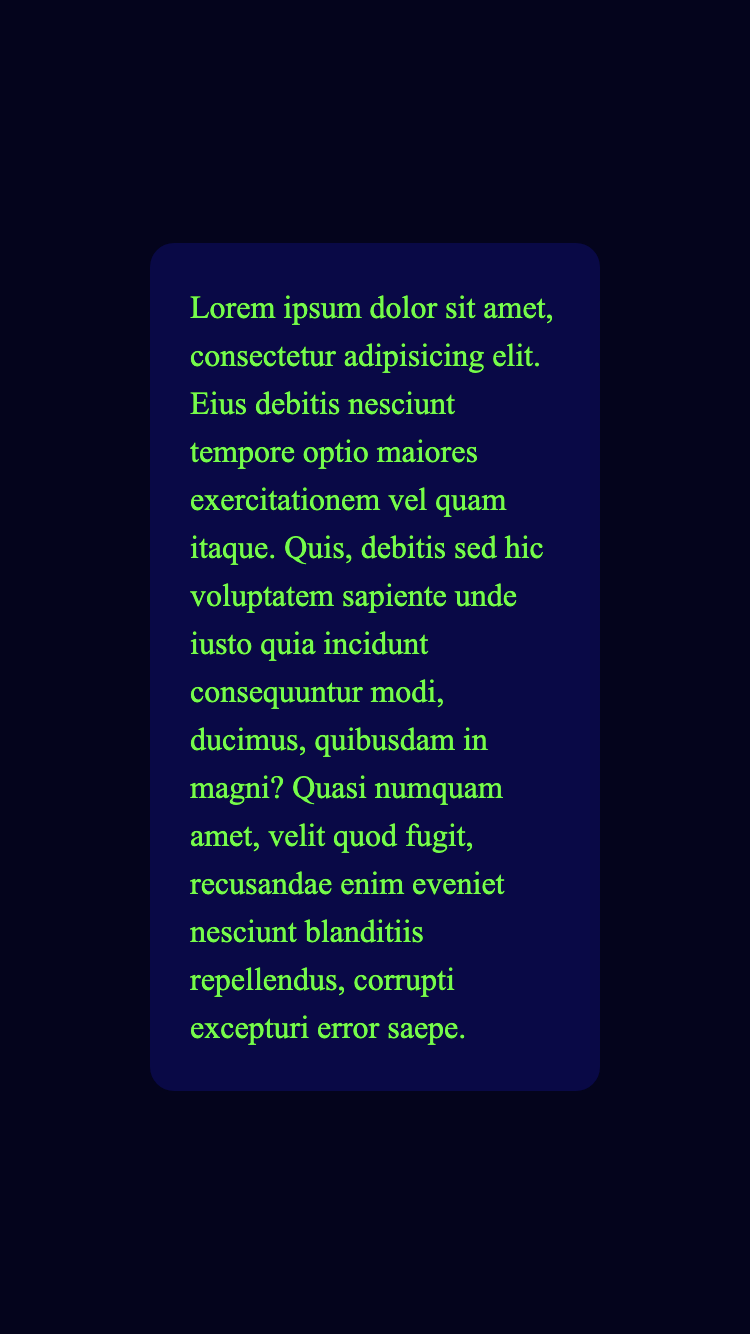 Lorem ipsum dolor sit amet,
consectetur adipisicing elit.
Eius debitis nesciunt
tempore optio maiores
exercitationem vel quam
itaque. Quis, debitis sed hic
voluptatem sapiente unde
iusto quia incidunt
consequuntur modi,
ducimus, quibusdam in
magni? Quasi numquam
amet, velit quod fugit,
recusandae enim eveniet
nesciunt blanditiis
repellendus, corrupti
excepturi error saepe.